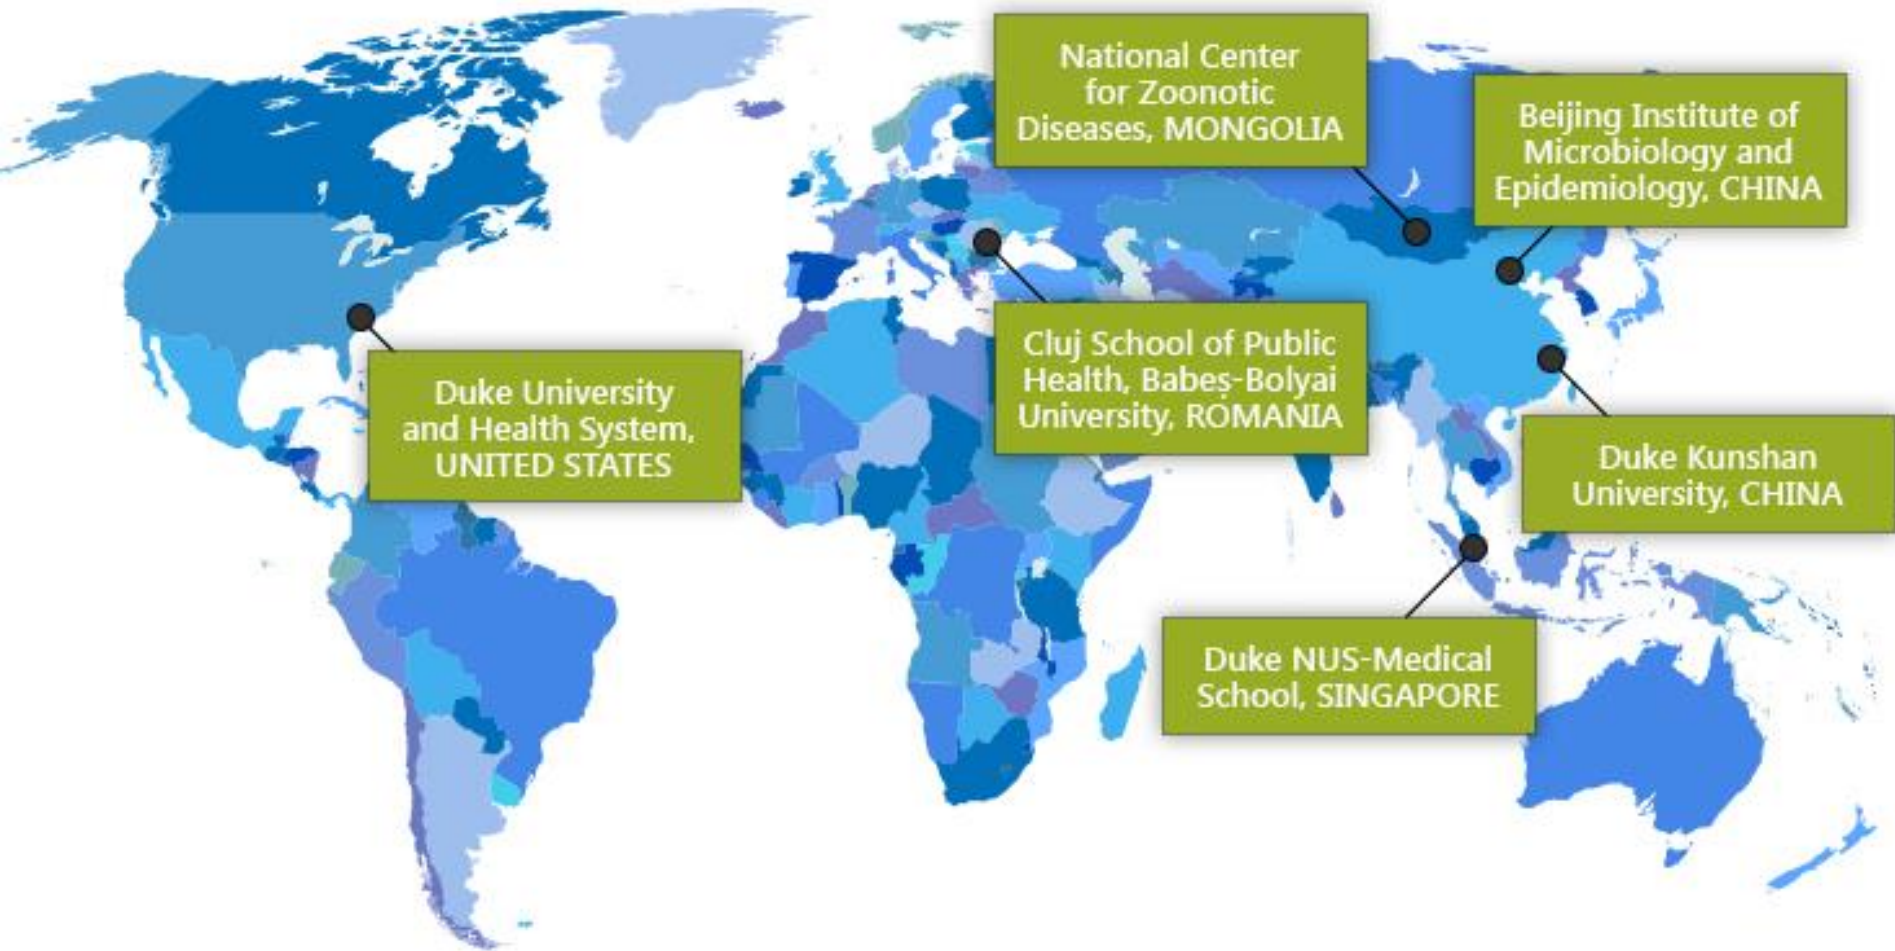 National Center
for Zoonotic
Diseases, MONGOLIA
Beijing Institute of
Microbiology and
Epidemiology, CHINA
Cluj School of Public
Health, Babeș-Bolyai
University, ROMANIA
Duke University
and Health System,
UNITED STATES
Duke Kunshan
University, CHINA
Duke NUS-Medical
School, SINGAPORE